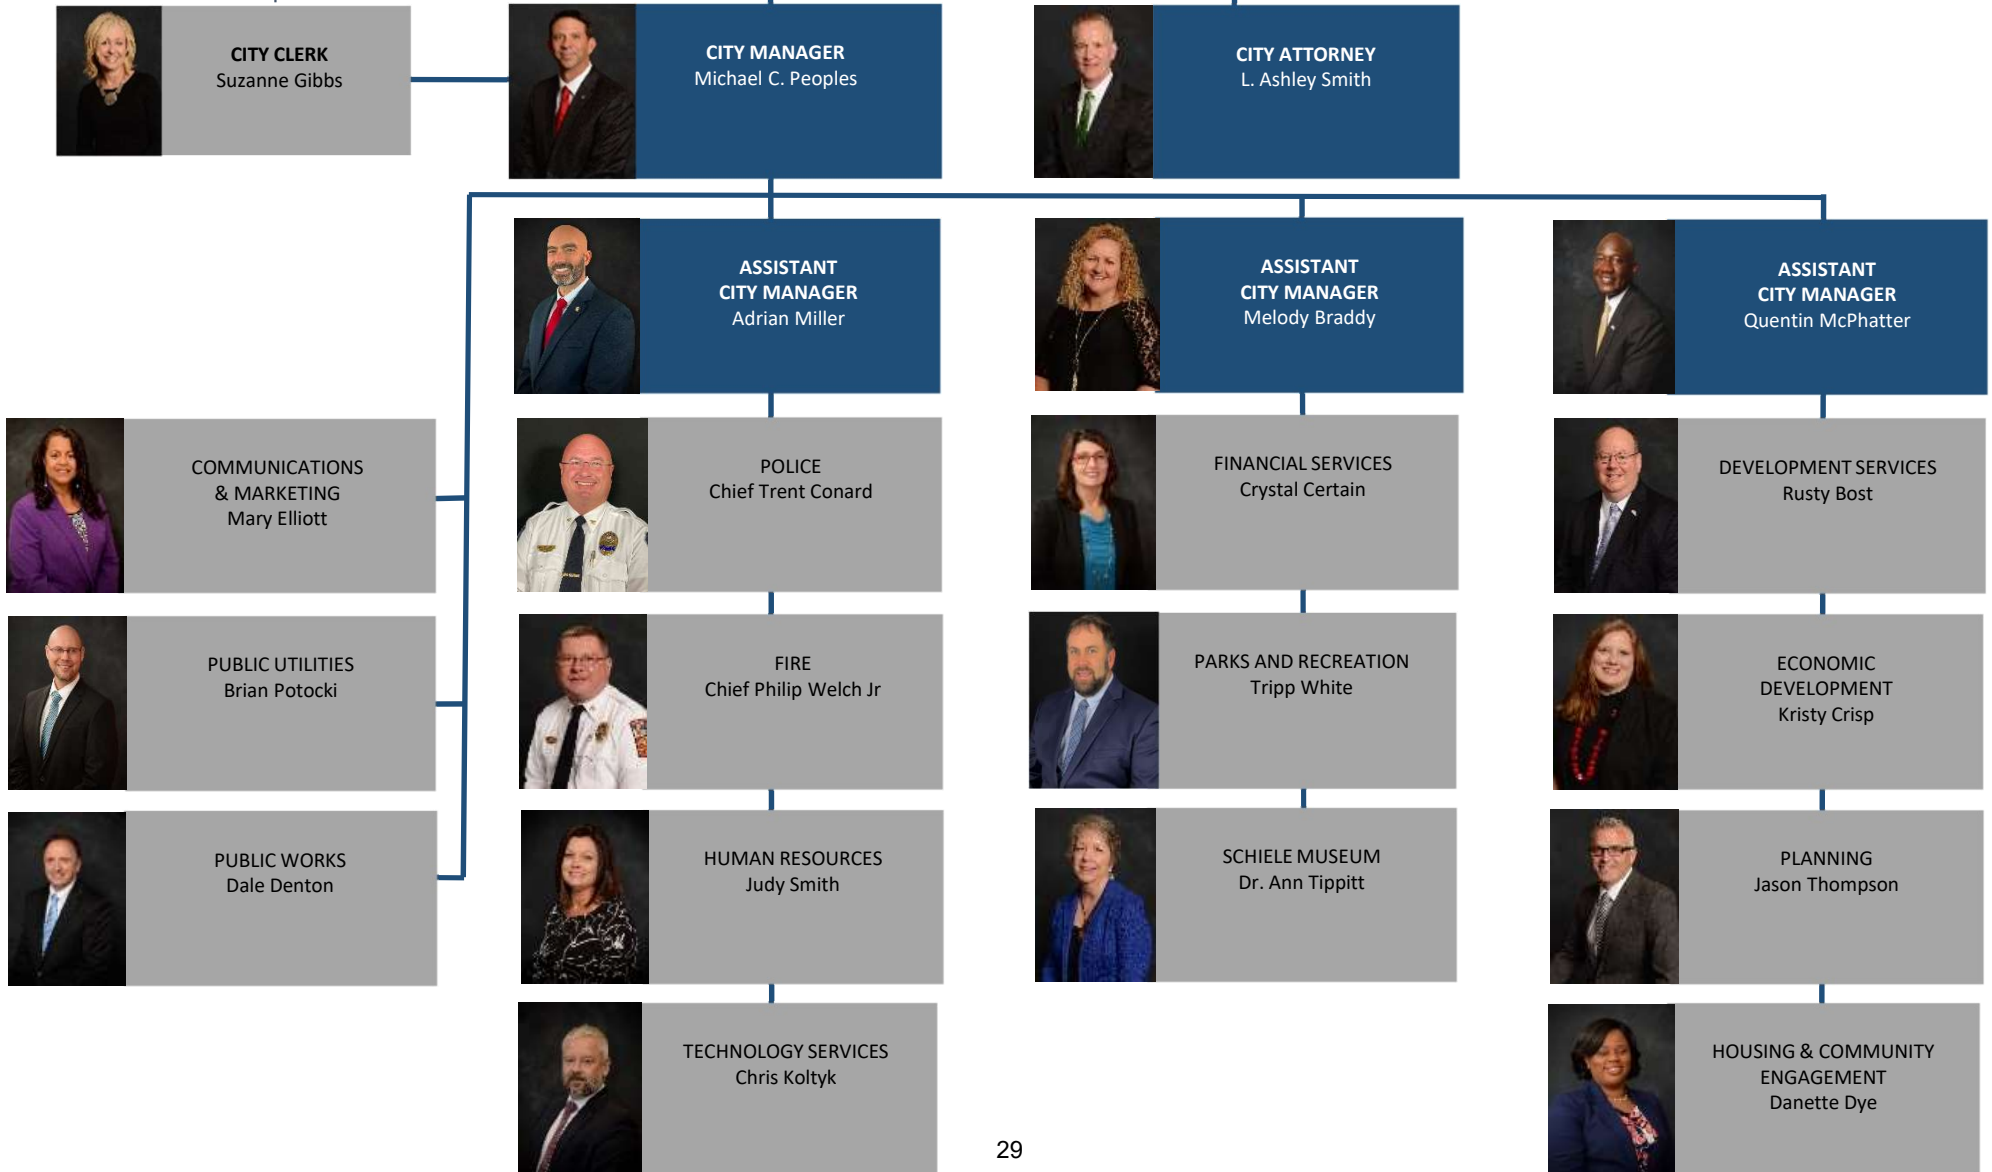 CITY CLERK
Suzanne Gibbs
CITY MANAGER
Michael C. Peoples
CITY ATTORNEY
L. Ashley Smith
ASSISTANT
CITY MANAGER
Adrian Miller
ASSISTANT
CITY MANAGER
Melody Braddy
ASSISTANT
CITY MANAGER
Quentin McPhatter
COMMUNICATIONS
& MARKETING
Mary Elliott
POLICE
Chief Trent Conard
FINANCIAL SERVICES
Crystal Certain
DEVELOPMENT SERVICES
Rusty Bost
PUBLIC UTILITIES
Brian Potocki
FIRE
Chief Philip Welch Jr
PARKS AND RECREATION
Tripp White
ECONOMIC
DEVELOPMENT
Kristy Crisp
PUBLIC WORKS
Dale Denton
HUMAN RESOURCES
Judy Smith
SCHIELE MUSEUM
Dr. Ann Tippitt
PLANNING
Jason Thompson
TECHNOLOGY SERVICES
Chris Koltyk
HOUSING & COMMUNITY
ENGAGEMENT
Danette Dye
29